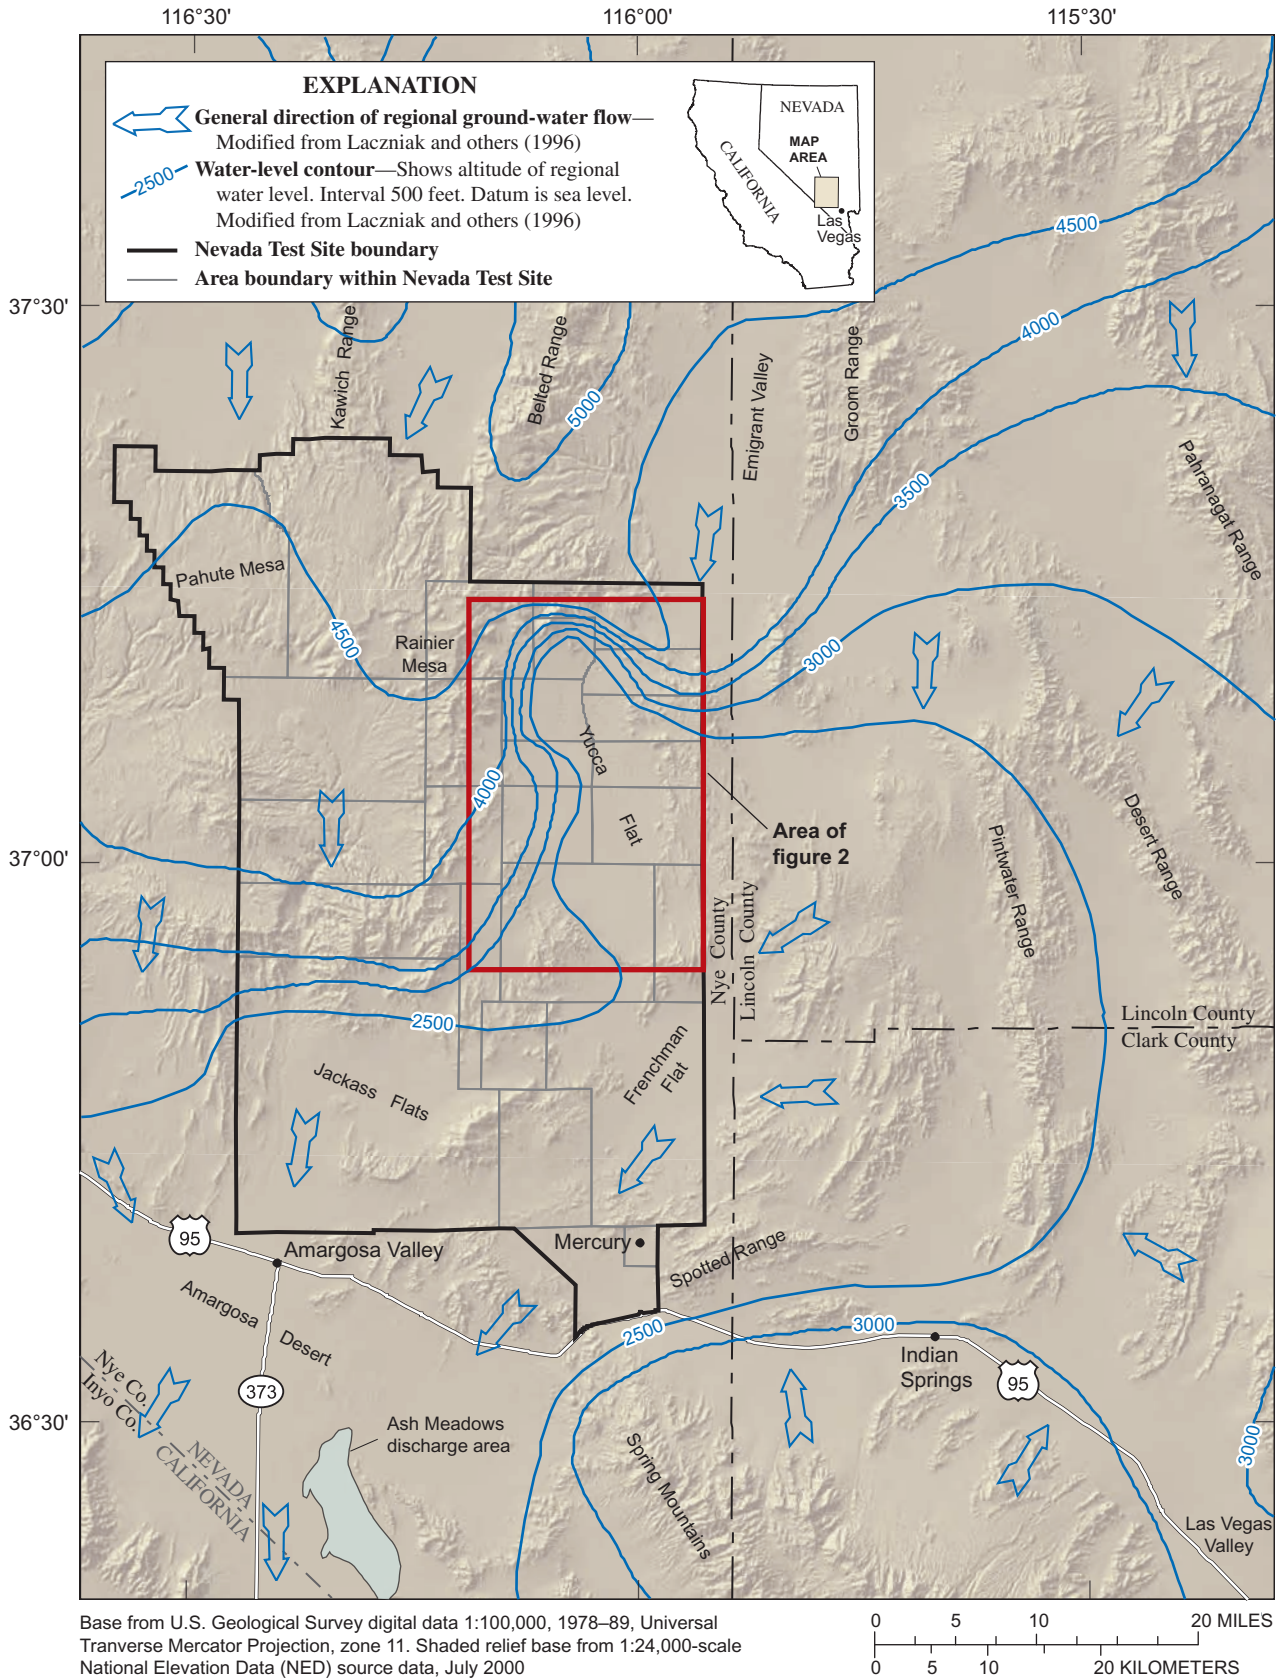 116°30'
116°00'
115°30'
EXPLANATION
General direction of regional ground-water flow—
Modified from Laczniak and others (1996)
2500
Water-level contour—Shows altitude of regional
water level. Interval 500 feet. Datum is sea level.
Modified from Laczniak and others (1996)
Nevada Test Site boundary
Area boundary within Nevada Test Site
NEVADA
MAP
AREA
CALIFORNIA
Las
Vegas
4500
37°30'
4000
Kawich Range
Belted Range
5000
Emigrant Valley
Groom Range
3500
Pahranagat Range
Pahute Mesa
4500
Rainier
Mesa
3000
Yucca
Flat
4000
Area of
figure 2
Desert Range
Pintwater Range
37°00'
Nye County
Lincoln County
2500
Lincoln County
Clark County
Frenchman
Flat
Jackass Flats
95
Amargosa Valley
Mercury
Spotted Range
Amargosa Desert
2500
3000
Indian
Springs
95
Nye Co.
Inyo Co.
373
36°30'
Ash Meadows
discharge area
NEVADA
CALIFORNIA
Spring Mountains
3000
Las Vegas
Valley
Base from U.S. Geological Survey digital data 1:100,000, 1978–89, Universal
Tranverse Mercator Projection, zone 11. Shaded relief base from 1:24,000-scale
National Elevation Data (NED) source data, July 2000
0 5 10 20 MILES
0 5 10 20 KILOMETERS